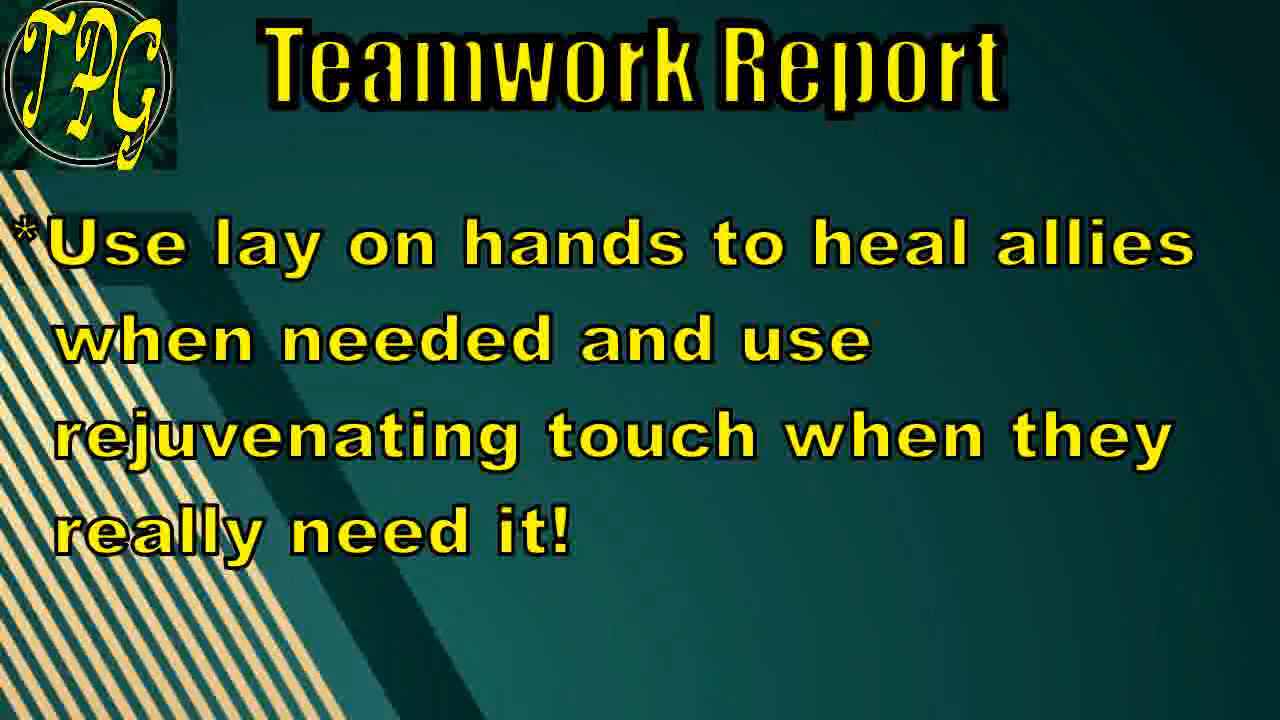 TPG
Teamwork Report
*Use lay on hands to heal allies
when needed and use
rejuvenating touch when they
really need it!